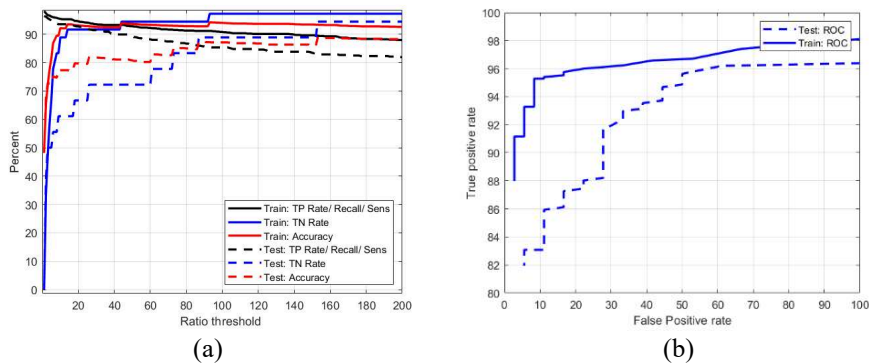 90
80
70
60
50
40
30
20
10
0
Percent
20 40 60 80 100 120 140 160 180 200
Ratio threshold
Train: TP Rate/ Recall/ Sens
Train: TN Rate
Train: Accuracy
Test: TP Rate/ Recall/ Sens
Test: TN Rate
Test: Accuracy
(a)
100
98
96
94
92
90
88
86
84
82
80
True positive rate
0 10 20 30 40 50 60 70 80 90 100
False Positive rate
Test: ROC
Train: ROC
(b)